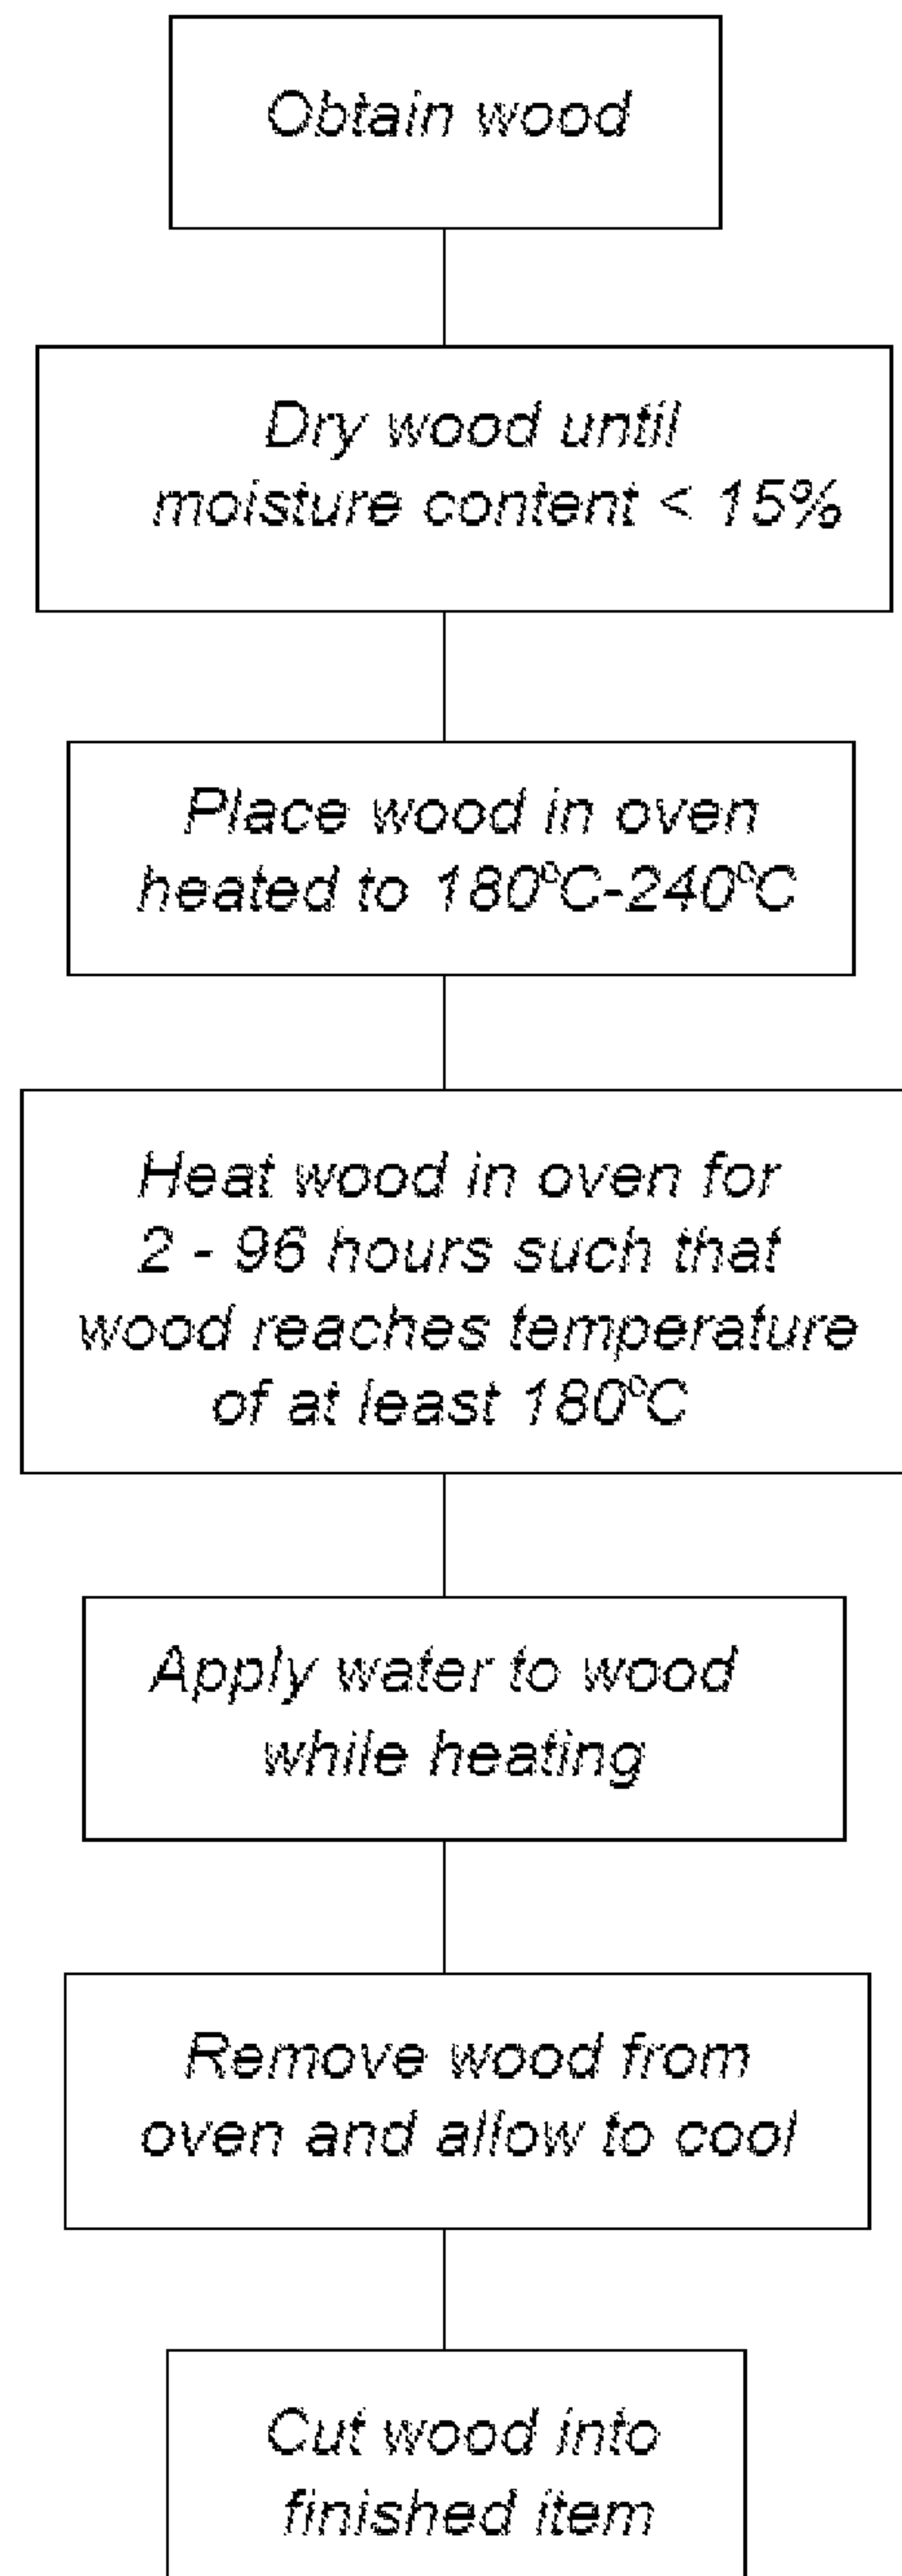 Obtain wood
Dry wood until
moisture content < 15%
Place wood in oven
heated to 180°C-240°C
Heat wood in oven for
2 - 96 hours such that
wood reaches temperature
of at least 180°C
Apply water to wood
while heating
Remove wood from
oven and allow to cool
Cut wood into
finished item